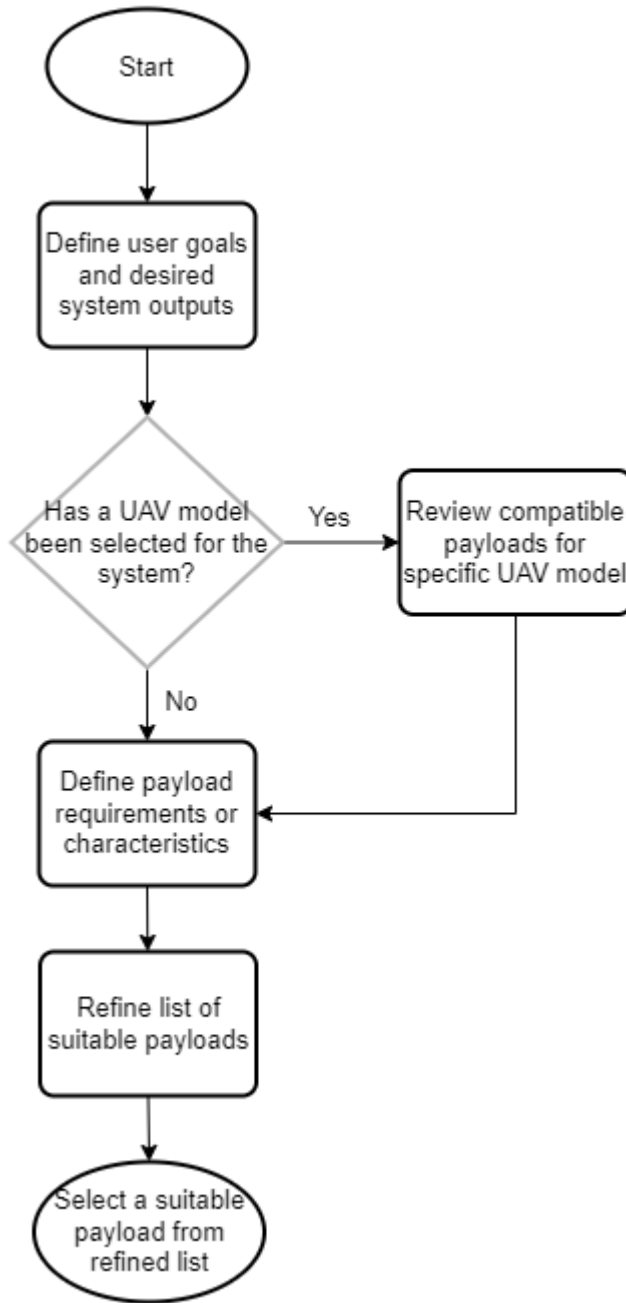 Start
Define user goals
and desired
system outputs
Has a UAV model
been selected for the
system?
Yes
Review compatible
payloads for
specific UAV model
No
Define payload
requirements or
characteristics
Refine list of
suitable payloads
Select a suitable
payload from
refined list